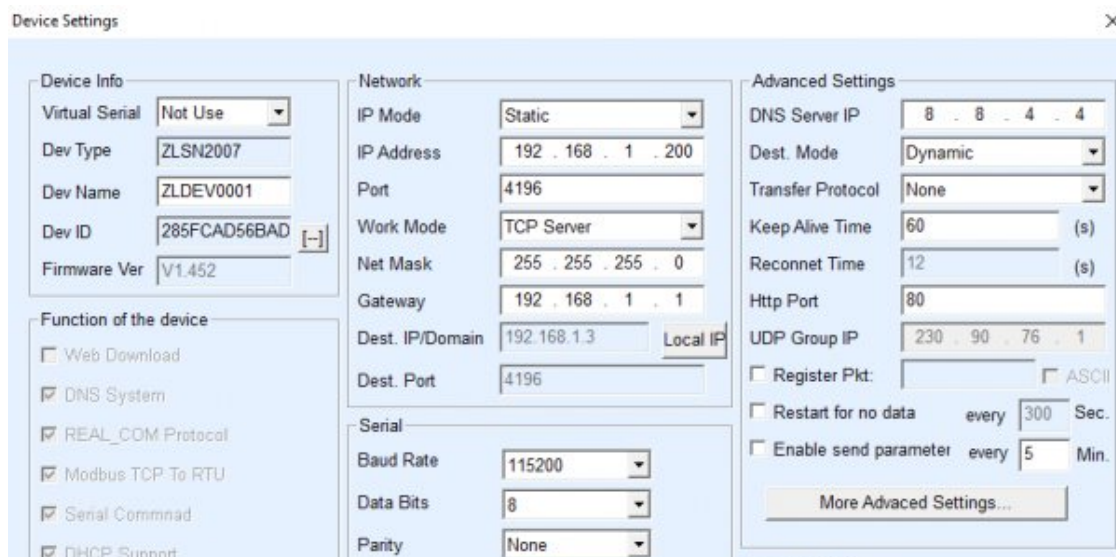 Device Settings
Device Info
Virtual Serial Not Use
Dev Type ZLSN2007
Dev Name ZLDEV0001
Dev ID 285FCAD56BAD [--]
Firmware Ver V1.452
Function of the device
Web Download
DNS System
REAL_COM Protocol
Modbus TCP To RTU
Serial Commnad
DHCP Support
Network
IP Mode Static
IP Address 192 . 168 . 1 . 200
Port 4196
Work Mode TCP Server
Net Mask 255 . 255 . 255 . 0
Gateway 192 . 168 . 1 . 1
Dest. IP/Domain 192.168.1.3 Local IP
Dest. Port 4196
Serial
Baud Rate 115200
Data Bits 8
Parity None
Advanced Settings
DNS Server IP 8 . 8 . 4 . 4
Dest. Mode Dynamic
Transfer Protocol None
Keep Alive Time 60 (s)
Reconnet Time 12 (s)
Http Port 80
UDP Group IP 230 . 90 . 76 . 1
Register Pkt: ASCII
Restart for no data every 300 Sec.
Enable send parameter every 5 Min.
More Advaced Settings...